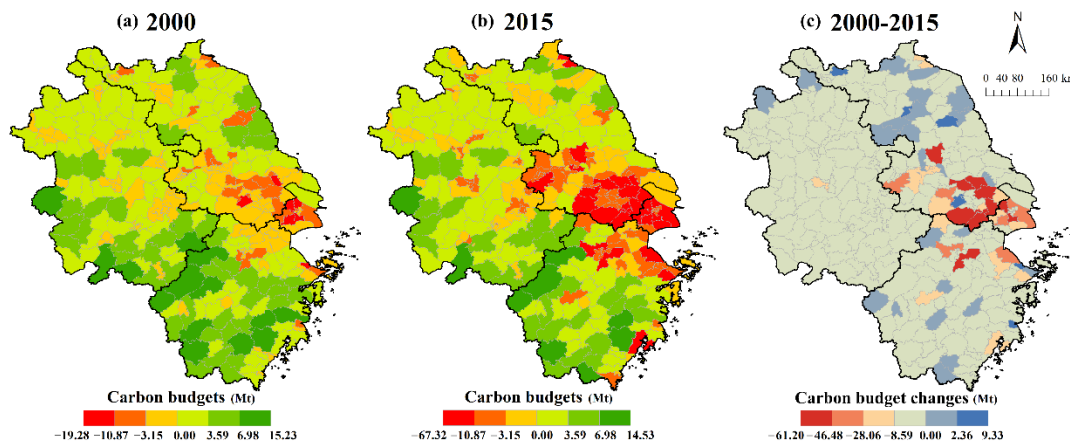 (a) 2000
(b) 2015
(c) 2000-2015
N
0 40 80 160 km
Carbon budgets (Mt)
−19.28 −10.87 −3.15 0.00 3.59 6.98 15.23
Carbon budgets (Mt)
−67.32 −10.87 −3.15 0.00 3.59 6.98 14.53
Carbon budget changes (Mt)
−61.20 −46.48 −28.06 −8.59 0.00 2.36 9.33